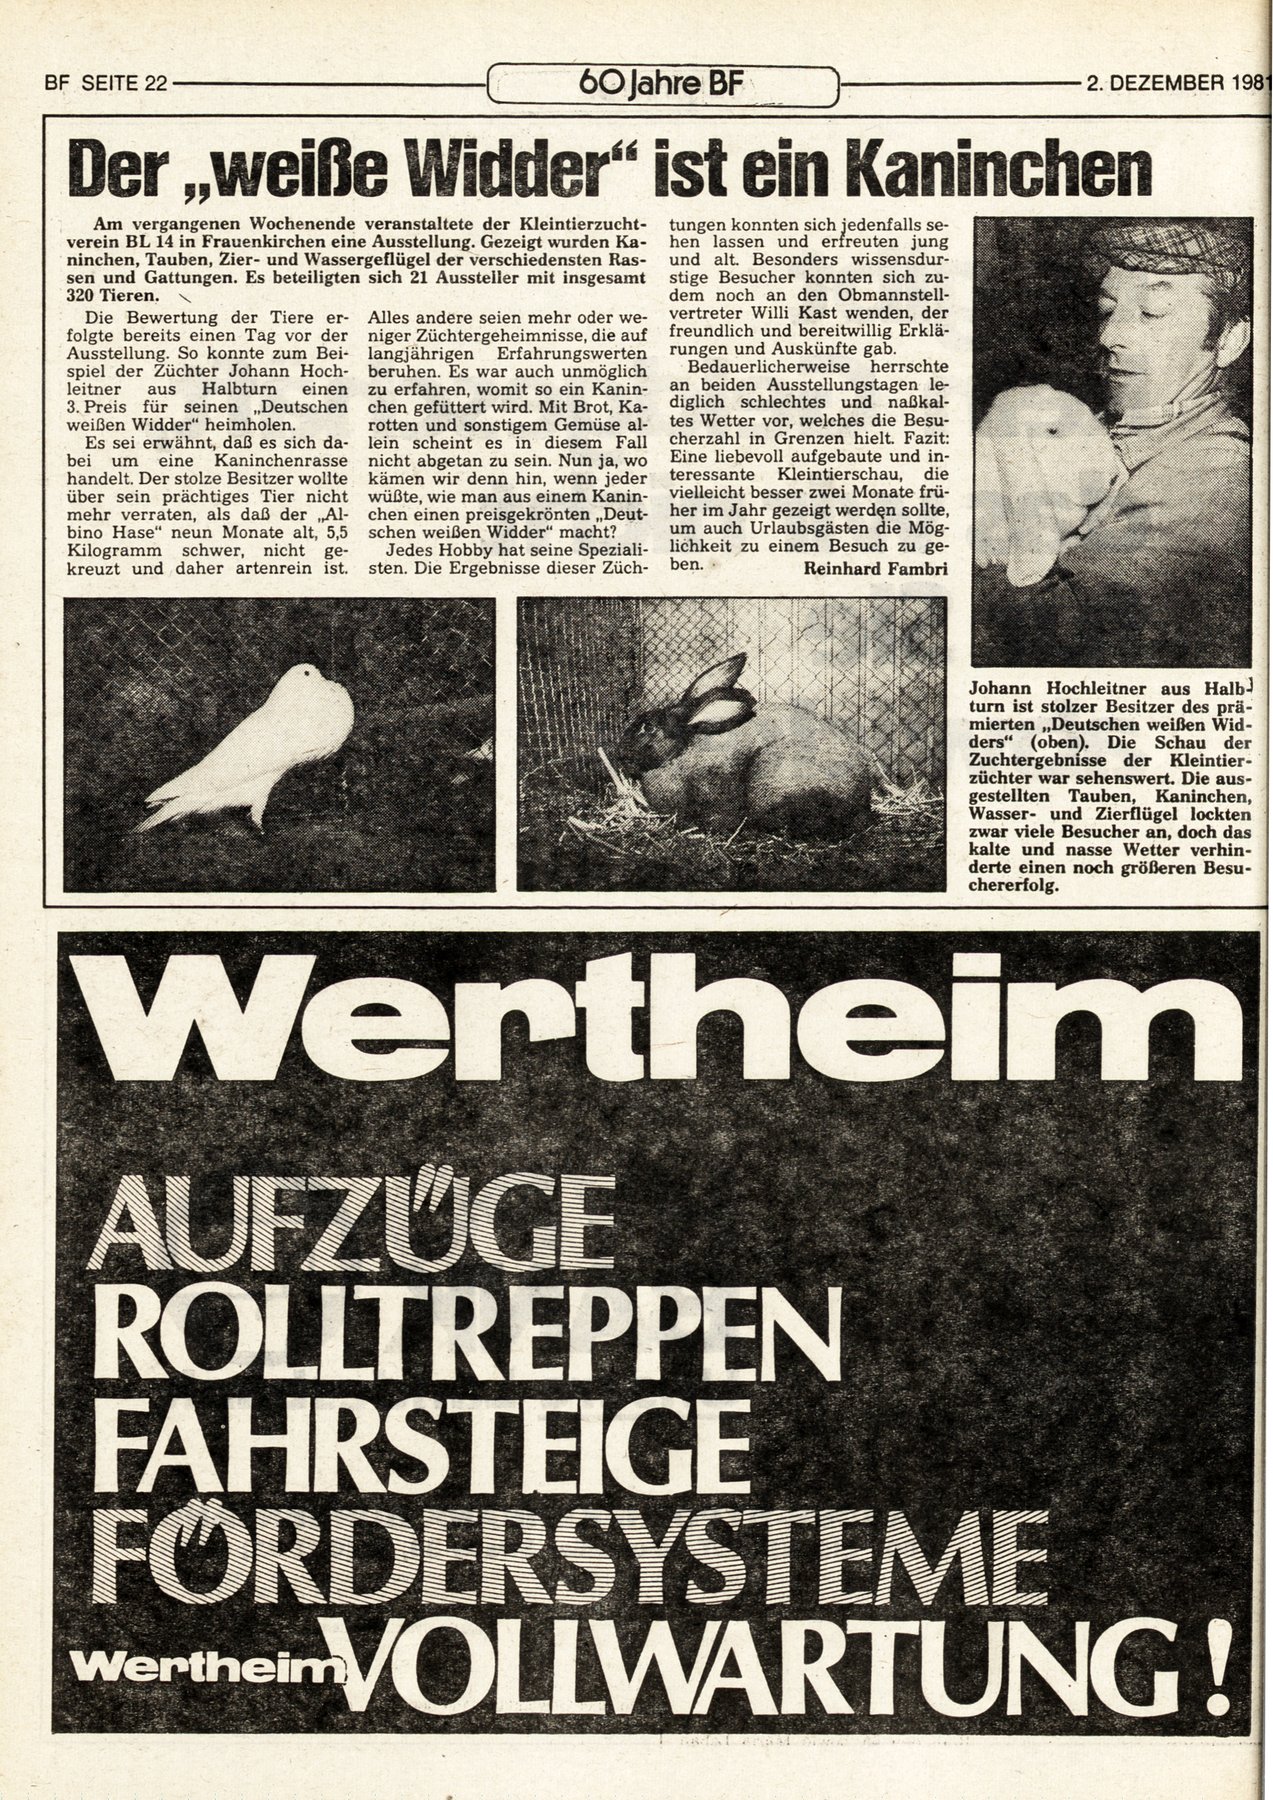 BF SEITE 22
60 Jahre BF
2. DEZEMBER 1981
Der „weiße Widder“ ist ein Kaninchen
Am vergangenen Wochenende veranstaltete der Kleintierzucht-
verein BL 14 in Frauenkirchen eine Ausstellung. Gezeigt wurden Ka-
ninchen, Tauben, Zier- und Wassergeflügel der verschiedensten Ras-
sen und Gattungen. Es beteiligten sich 21 Aussteller mit insgesamt
320 Tieren.
Die Bewertung der Tiere er-
folgte bereits einen Tag vor der
Ausstellung. So konnte zum Bei-
spiel der Züchter Johann Hoch-
leitner aus Halbturn einen
3. Preis für seinen „Deutschen
weißen Widder“ heimholen.
Es sei erwähnt, daß es sich da-
bei um eine Kaninchenrasse
handelt. Der stolze Besitzer wollte
über sein prächtiges Tier nicht
mehr verraten, als daß der „Al-
bino Hase“ neun Monate alt, 5,5
Kilogramm schwer, nicht ge-
kreuzt und daher artenrein ist.
Alles andere seien mehr oder we-
niger Züchtergeheimnisse, die auf
langjährigen Erfahrungswerten
beruhen. Es war auch unmöglich
zu erfahren, womit so ein Kanin-
chen gefüttert wird. Mit Brot, Ka-
rotten und sonstigem Gemüse al-
lein scheint es in diesem Fall
nicht abgetan zu sein. Nun ja, wo
kämen wir denn hin, wenn jeder
wüßte, wie man aus einem Kanin-
chen einen preisgekrönten „Deut-
schen weißen Widder“ macht?
Jedes Hobby hat seine Speziali-
sten. Die Ergebnisse dieser Züch-
tungen konnten sich jedenfalls se-
hen lassen und erfreuten jung
und alt. Besonders wissensdur-
stige Besucher konnten sich zu-
dem noch an den Obmannstell-
vertreter Willi Kast wenden, der
freundlich und bereitwillig Erklä-
rungen und Auskünfte gab.
Bedauerlicherweise herrschte
an beiden Ausstellungstagen le-
diglich schlechtes und naßkal-
tes Wetter vor, welches die Besu-
cherzahl in Grenzen hielt. Fazit:
Eine liebevoll aufgebaute und in-
teressante Kleintierschau, die
vielleicht besser zwei Monate frü-
her im Jahr gezeigt werden sollte,
um auch Urlaubsgästen die Mög-
lichkeit zu einem Besuch zu ge-
ben.
Reinhard Fambri
Johann Hochleitner aus Halb-
turn ist stolzer Besitzer des prä-
mierten „Deutschen weißen Wid-
ders“ (oben). Die Schau der
Zuchtergebnisse der Kleintier-
züchter war sehenswert. Die aus-
gestellten Tauben, Kaninchen,
Wasser- und Zierflügel lockten
zwar viele Besucher an, doch das
kalte und nasse Wetter verhin-
derte einen noch größeren Besu-
chererfolg.
Wertheim
AUFZÜGE
ROLLTREPPEN
FAHRSTEIGE
FÖRDERSYSTEME
Wertheim VOLLWARTUNG!